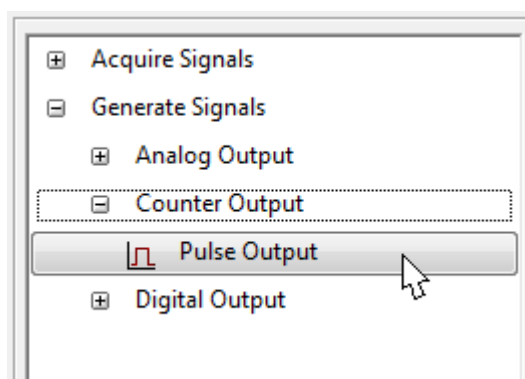 Acquire Signals
Generate Signals
Analog Output
Counter Output
Pulse Output
Digital Output